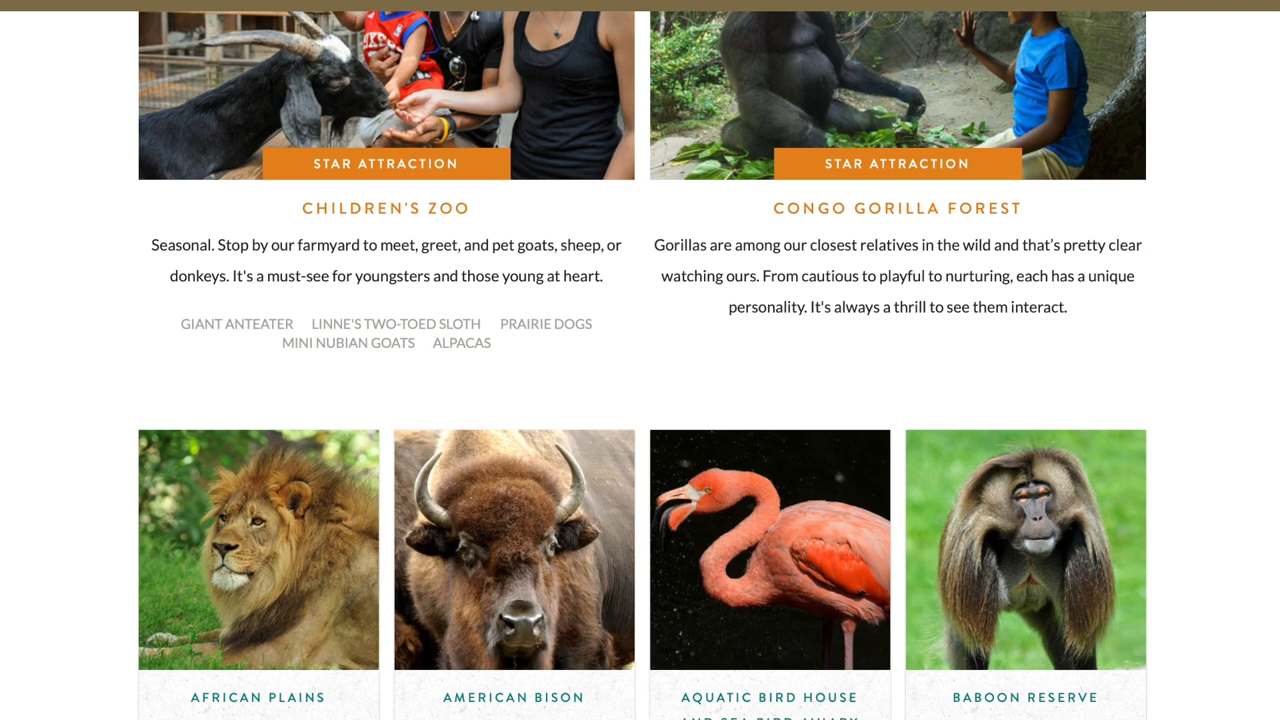 STAR ATTRACTION
CHILDREN'S ZOO
Seasonal. Stop by our farmyard to meet, greet, and pet goats, sheep, or
donkeys. It's a must-see for youngsters and those young at heart.
GIANT ANTEATER LINNE'S TWO-TOED SLOTH PRAIRIE DOGS
MINI NUBIAN GOATS ALPACAS
STAR ATTRACTION
CONGO GORILLA FOREST
Gorillas are among our closest relatives in the wild and that's pretty clear
watching ours. From cautious to playful to nurturing, each has a unique
personality. It's always a thrill to see them interact.
AFRICAN PLAINS
AMERICAN BISON
AQUATIC BIRD HOUSE
AND SEA BIRD AVIARY
BABOON RESERVE